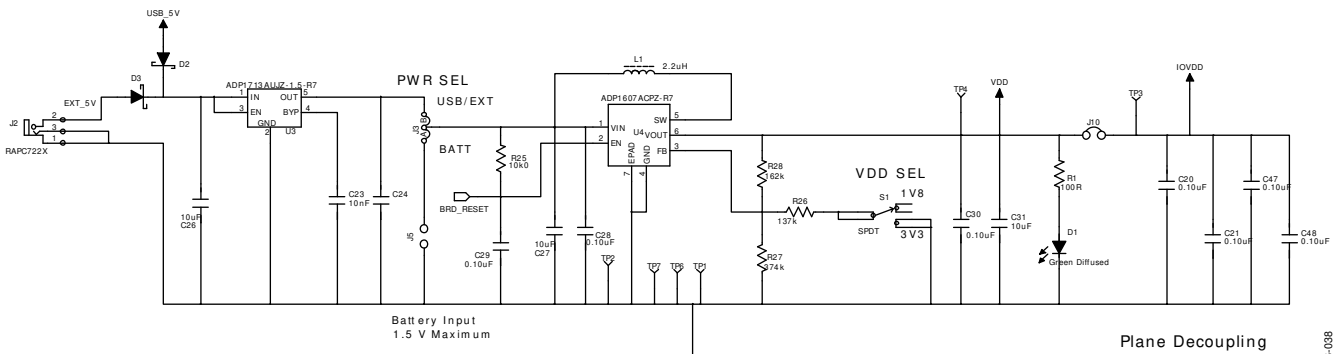 USB_5V
D2
D3
EXT_5V
J2
2
3
1
RAPC722X
10uF
C26
ADP1713AUJZ-1.5-R7
1
IN
OUT
5
3
EN
BYP
4
GND
U3
2
C23
10nF
C24
PWR SEL
USB/EXT
J3
B
A
BATT
J5
Battery Input
1.5 V Maximum
R25
10k0
BRD_RESET
C29
0.10uF
10uF
C27
C28
0.10uF
L1
2.2uH
ADP1607ACPZ-R7
1
VIN
2
EN
U4
SW
5
VOUT
6
FB
3
EPAD
GND
7
4
TP2
TP7
TP6
TP1
R28
162k
R26
137k
R27
374k
VDD SEL
S1
1V8
SPDT
3V3
TP4
VDD
C30
0.10uF
C31
10uF
R1
100R
D1
Green Diffused
J10
TP3
IOVDD
C20
0.10uF
C47
0.10uF
C21
0.10uF
C48
0.10uF
Plane Decoupling
-038